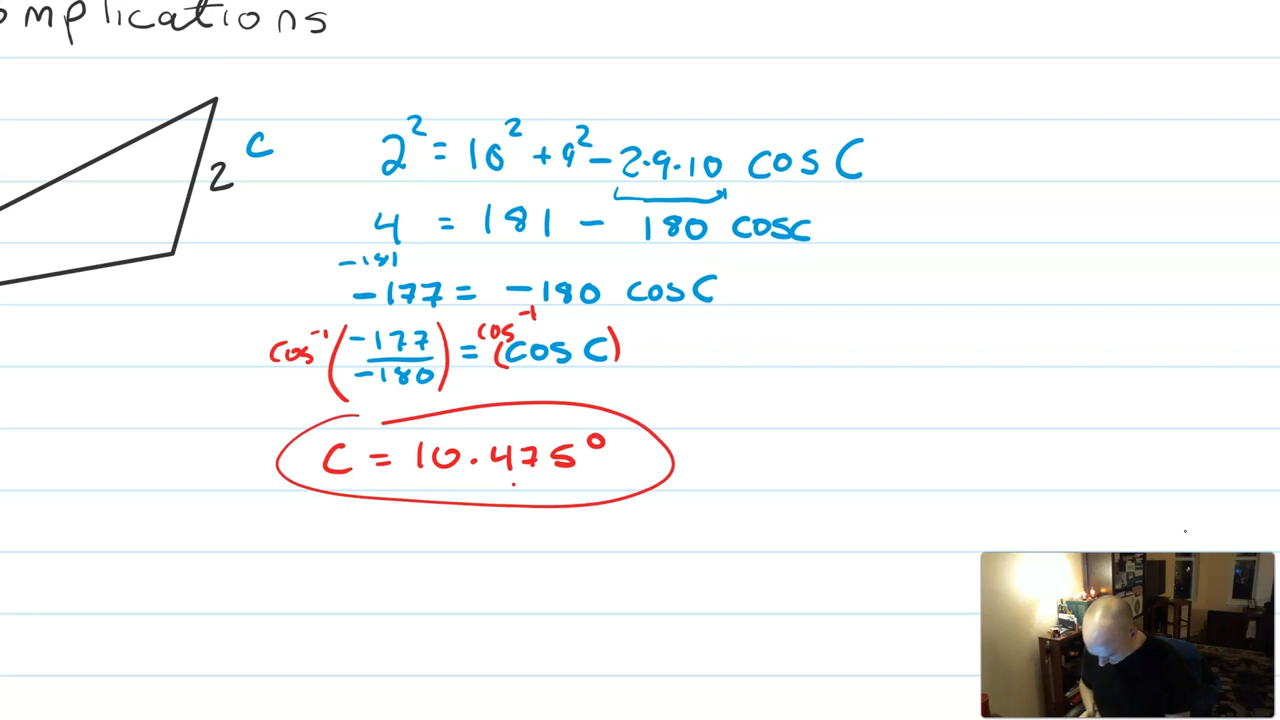 omplications
C
2
2² = 10² + 9² - 2·9·10 cos C
4 = 181 - 180 cos C
-181
-177 = -180 cos C
cos⁻¹(-177/-180) = cos⁻¹(cos C)
C = 10.475°